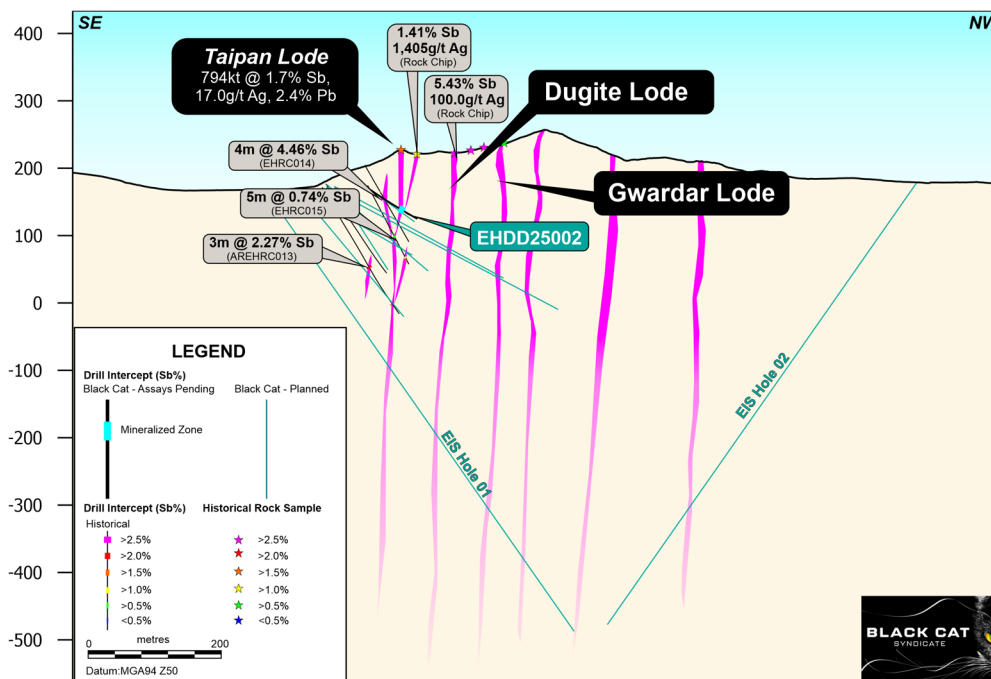 SE
NW
400
300
200
100
0
-100
-200
-300
-400
-500
Taipan Lode
794kt @ 1.7% Sb,
17.0g/t Ag, 2.4% Pb
1.41% Sb
1,405g/t Ag
(Rock Chip)
5.43% Sb
100.0g/t Ag
(Rock Chip)
Dugite Lode
Gwardar Lode
4m @ 4.46% Sb
(EHRC014)
5m @ 0.74% Sb
(EHRC015)
3m @ 2.27% Sb
(AREHRC013)
EHDD25002
EIS Hole 01
EIS Hole 02
LEGEND
Drill Intercept (Sb%)
Black Cat - Assays Pending
Black Cat - Planned
Mineralized Zone
Drill Intercept (Sb%)
Historical Rock Sample
Historical
>2.5% >2.5%
>2.0% >2.0%
>1.5% >1.5%
>1.0% >1.0%
>0.5% >0.5%
<0.5% <0.5%
0 metres 200
Datum:MGA94 Z50
BLACK CAT
SYNDICATE